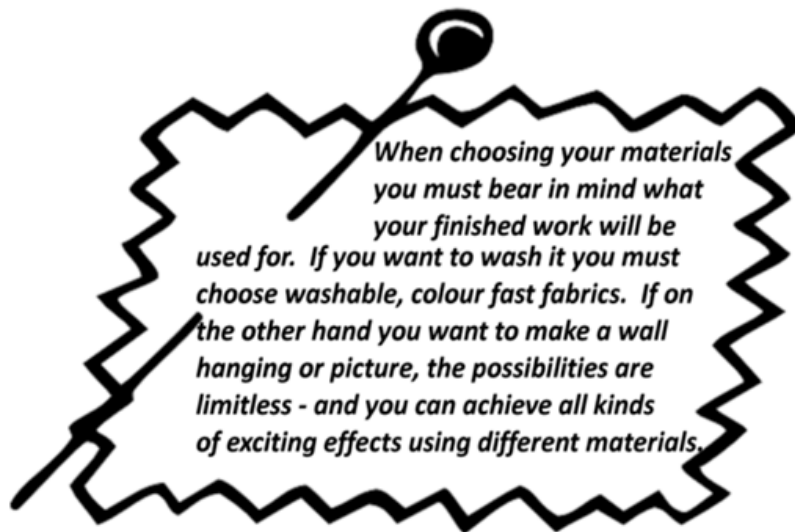 When choosing your materials
you must bear in mind what
your finished work will be
used for.  If you want to wash it you must
choose washable, colour fast fabrics.  If on
the other hand you want to make a wall
hanging or picture, the possibilities are
limitless - and you can achieve all kinds
of exciting effects using different materials.